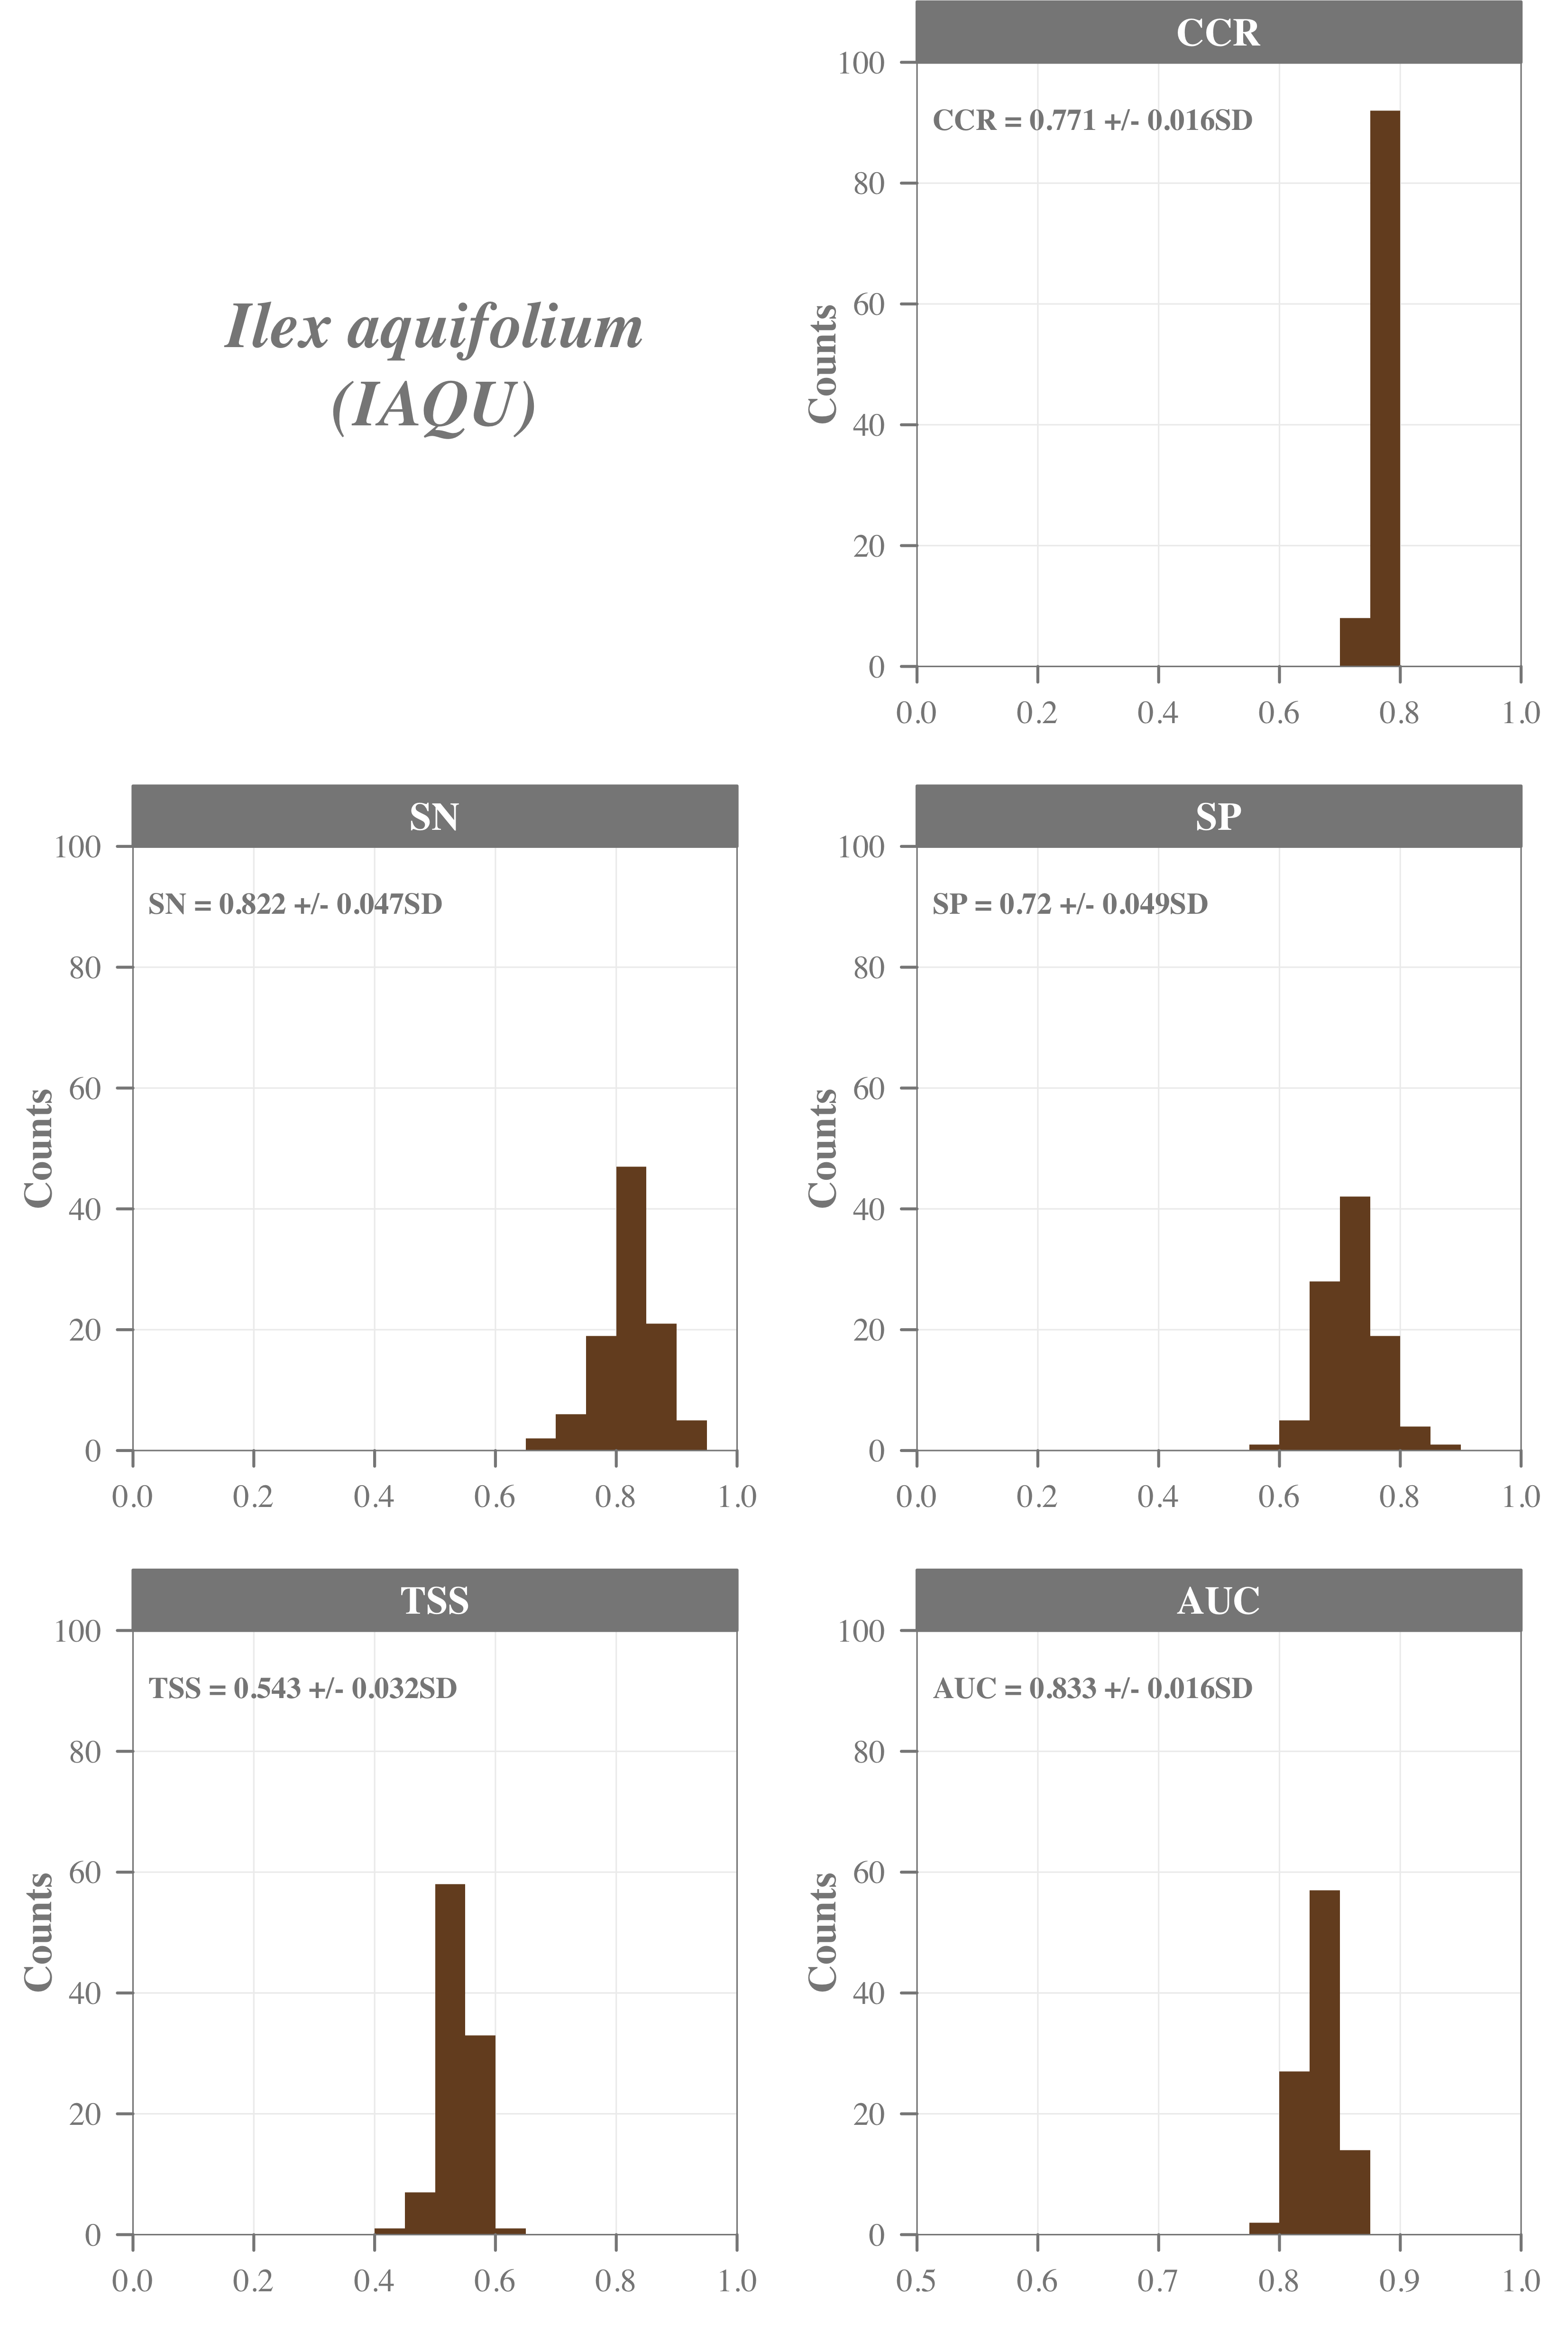 Ilex aquifolium
(IAQU)
CCR
CCR = 0.771 +/- 0.016SD
Counts
100
80
60
40
20
0
0.0 0.2 0.4 0.6 0.8 1.0
SN
SN = 0.822 +/- 0.047SD
Counts
100
80
60
40
20
0
0.0 0.2 0.4 0.6 0.8 1.0
SP
SP = 0.72 +/- 0.049SD
Counts
100
80
60
40
20
0
0.0 0.2 0.4 0.6 0.8 1.0
TSS
TSS = 0.543 +/- 0.032SD
Counts
100
80
60
40
20
0
0.0 0.2 0.4 0.6 0.8 1.0
AUC
AUC = 0.833 +/- 0.016SD
Counts
100
80
60
40
20
0
0.5 0.6 0.7 0.8 0.9 1.0